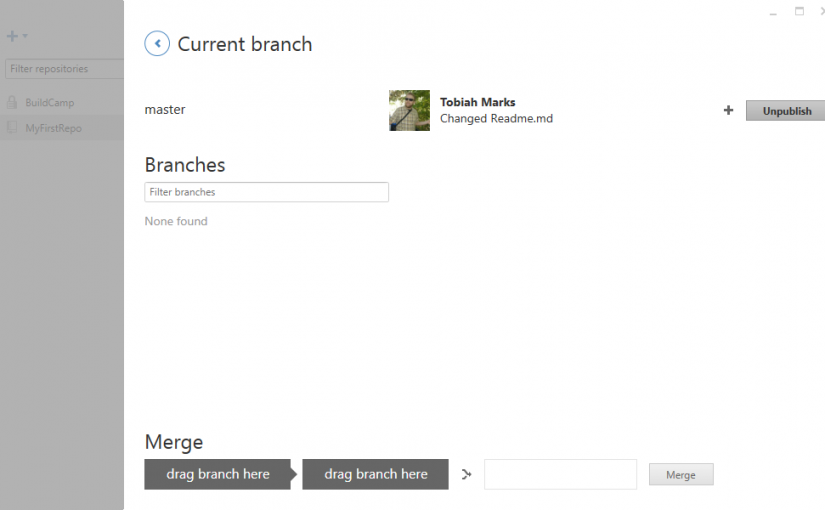 Current branch
Filter repositories
BuildCamp
MyFirstRepo
master
Tobiah Marks
Changed Readme.md
Unpublish
Branches
Filter branches
None found
Merge
drag branch here
drag branch here
Merge